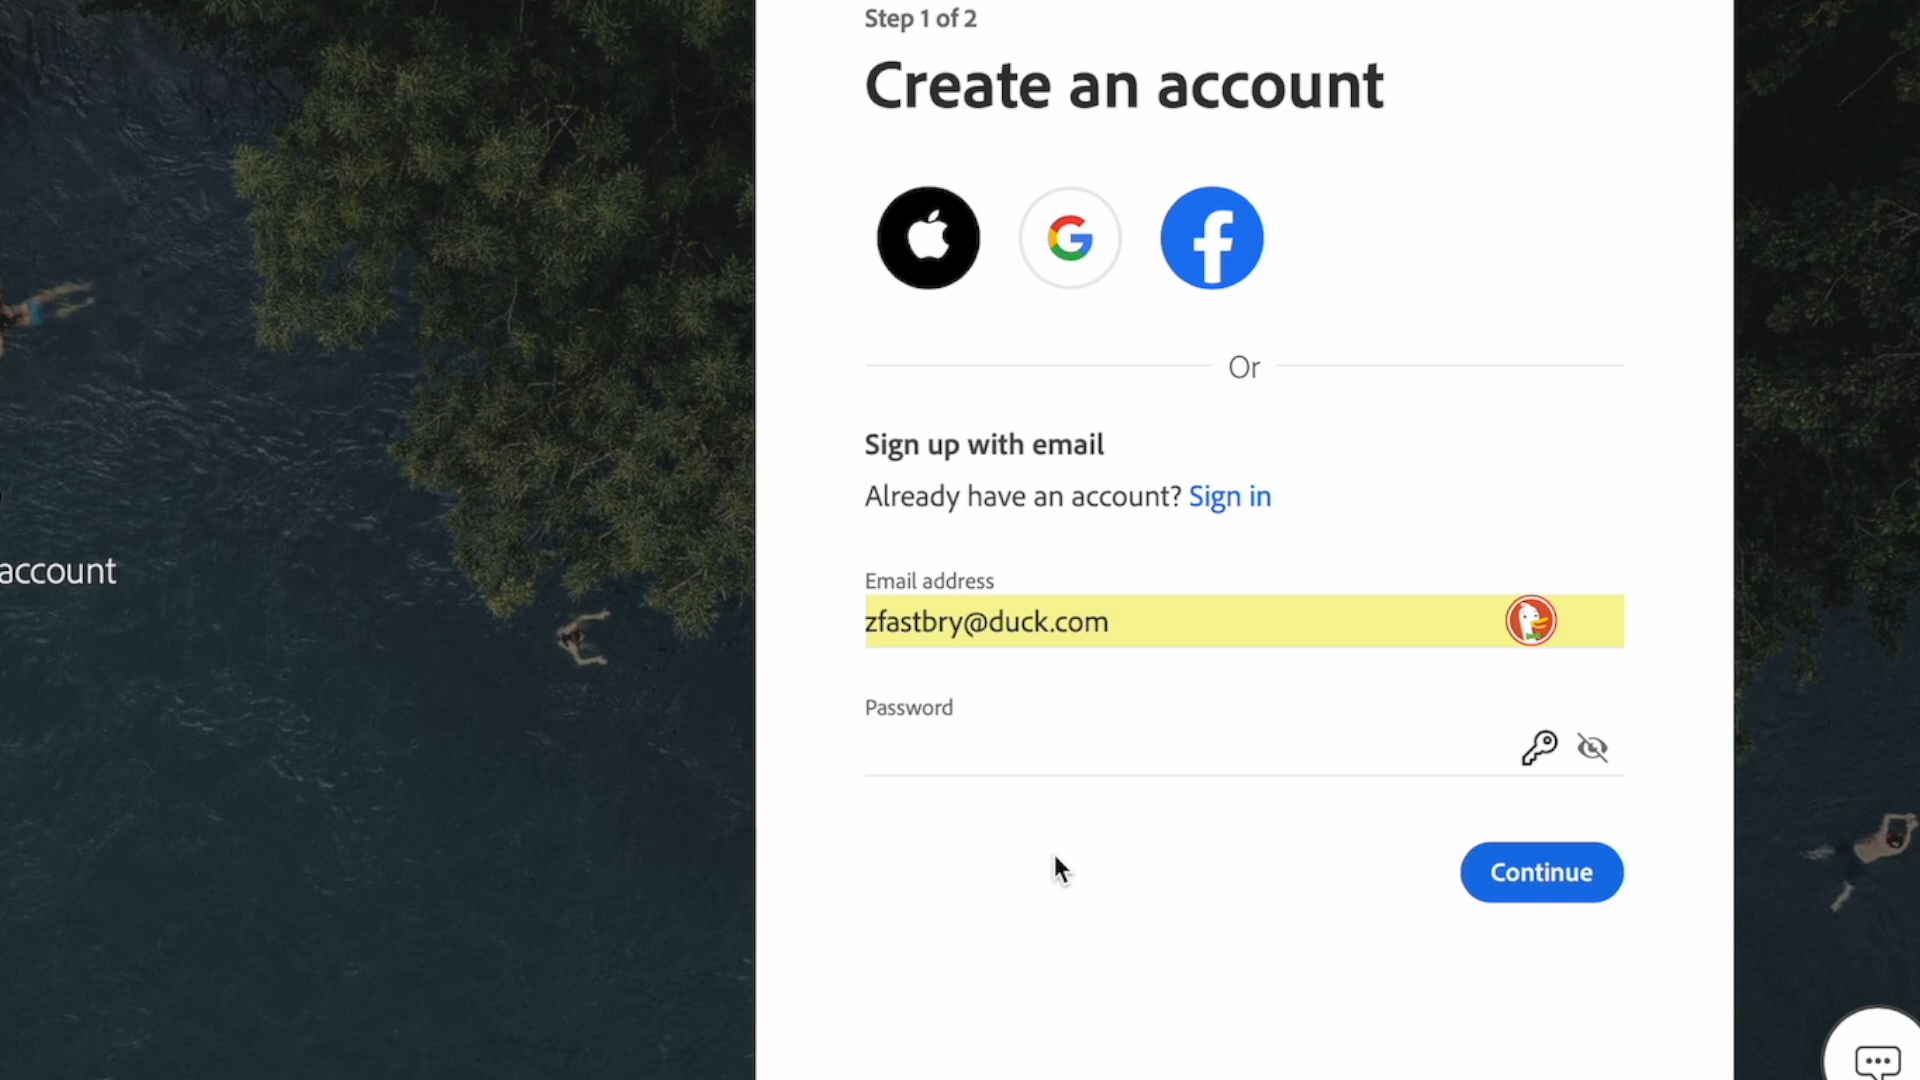 Step 1 of 2
Create an account
Or
Sign up with email
Already have an account? Sign in
account
Email address
zfastbry@duck.com
Password
Continue